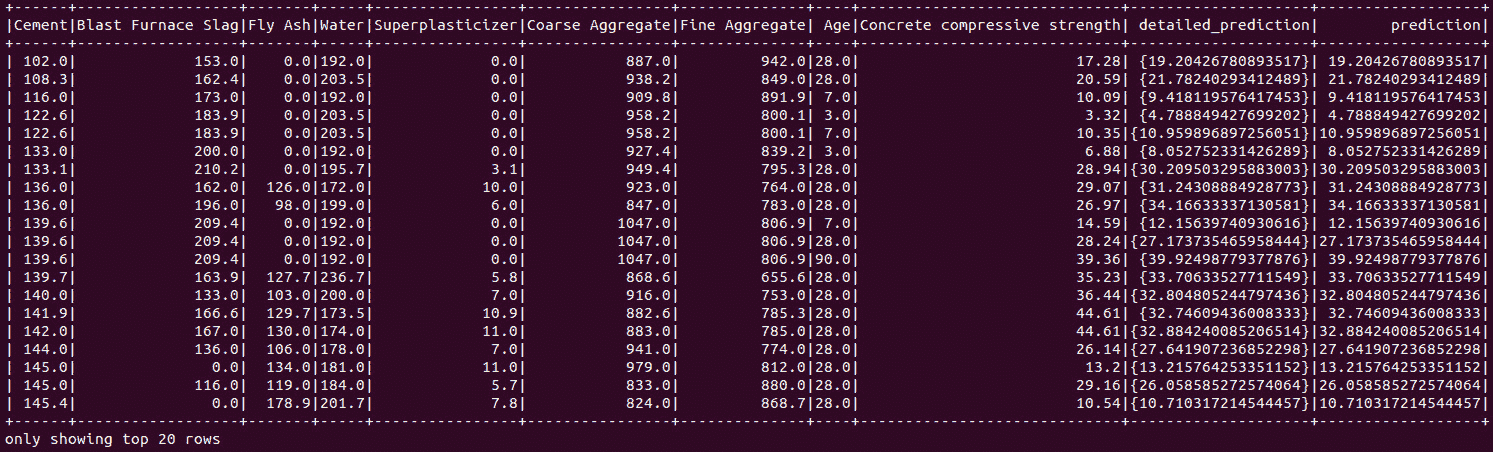 +------+------------------+-------+-----+----------------+----------------+--------------+----+-----------------------------+--------------------+------------------+
|Cement|Blast Furnace Slag|Fly Ash|Water|Superplasticizer|Coarse Aggregate|Fine Aggregate| Age|Concrete compressive strength| detailed_prediction|        prediction|
+------+------------------+-------+-----+----------------+----------------+--------------+----+-----------------------------+--------------------+------------------+
| 102.0|             153.0|    0.0|192.0|             0.0|           887.0|         942.0|28.0|                        17.28| {19.20426780893517}| 19.20426780893517|
| 108.3|             162.4|    0.0|203.5|             0.0|           938.2|         849.0|28.0|                        20.59| {21.78240293412489}| 21.78240293412489|
| 116.0|             173.0|    0.0|192.0|             0.0|           909.8|         891.9| 7.0|                        10.09| {9.418119576417453}| 9.418119576417453|
| 122.6|             183.9|    0.0|203.5|             0.0|           958.2|         800.1| 3.0|                         3.32| {4.788849427699202}| 4.788849427699202|
| 122.6|             183.9|    0.0|203.5|             0.0|           958.2|         800.1| 7.0|                        10.35|{10.959896897256051}|10.959896897256051|
| 133.0|             200.0|    0.0|192.0|             0.0|           927.4|         839.2| 3.0|                         6.88| {8.052752331426289}| 8.052752331426289|
| 133.1|             210.2|    0.0|195.7|             3.1|           949.4|         795.3|28.0|                        28.94|{30.209503295883003}|30.209503295883003|
| 136.0|             162.0|  126.0|172.0|            10.0|           923.0|         764.0|28.0|                        29.07| {31.24308884928773}| 31.24308884928773|
| 136.0|             196.0|   98.0|199.0|             6.0|           847.0|         783.0|28.0|                        26.97| {34.16633337130581}| 34.16633337130581|
| 139.6|             209.4|    0.0|192.0|             0.0|          1047.0|         806.9| 7.0|                        14.59| {12.15639740930616}| 12.15639740930616|
| 139.6|             209.4|    0.0|192.0|             0.0|          1047.0|         806.9|28.0|                        28.24|{27.173735465958444}|27.173735465958444|
| 139.6|             209.4|    0.0|192.0|             0.0|          1047.0|         806.9|90.0|                        39.36| {39.92498779377876}| 39.92498779377876|
| 139.7|             163.9|  127.7|236.7|             5.8|           868.6|         655.6|28.0|                        35.23| {33.70633527711549}| 33.70633527711549|
| 140.0|             133.0|  103.0|200.0|             7.0|           916.0|         753.0|28.0|                        36.44|{32.804805244797436}|32.804805244797436|
| 141.9|             166.6|  129.7|173.5|            10.9|           882.6|         785.3|28.0|                        44.61| {32.74609436008333}| 32.74609436008333|
| 142.0|             167.0|  130.0|174.0|            11.0|           883.0|         785.0|28.0|                        44.61|{32.884240085206514}|32.884240085206514|
| 144.0|             136.0|  106.0|178.0|             7.0|           941.0|         774.0|28.0|                        26.14|{27.641907236852298}|27.641907236852298|
| 145.0|               0.0|  134.0|181.0|            11.0|           979.0|         812.0|28.0|                         13.2|{13.215764253351152}|13.215764253351152|
| 145.0|             116.0|  119.0|184.0|             5.7|           833.0|         880.0|28.0|                        29.16|{26.058585272574064}|26.058585272574064|
| 145.4|               0.0|  178.9|201.7|             7.8|           824.0|         868.7|28.0|                        10.54|{10.710317214544457}|10.710317214544457|
+------+------------------+-------+-----+----------------+----------------+--------------+----+-----------------------------+--------------------+------------------+
only showing top 20 rows